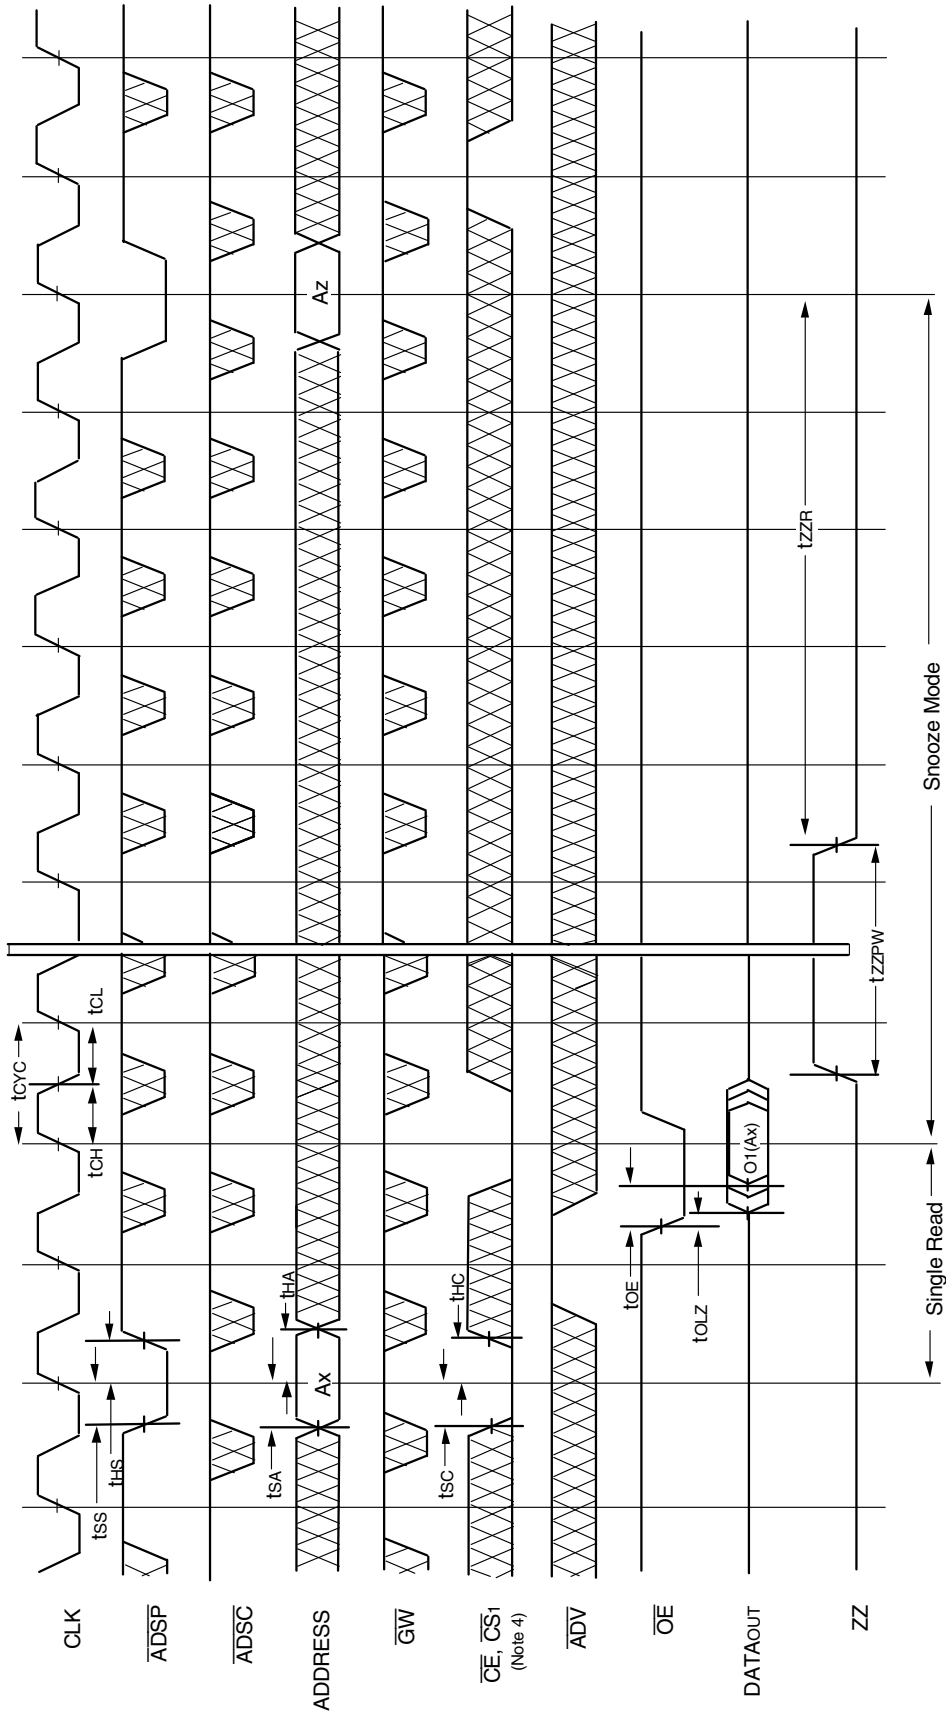 CLK
ADSP
ADSC
ADDRESS
GW
CE, CS1
(Note 4)
ADV
OE
DATAOUT
ZZ
tCYC
tCH
tCL
tSS
tHS
tSA
tHA
Ax
Az
tSC
tHC
tOE
tOLZ
O1(Ax)
tZZPW
tZZR
Single Read
Snooze Mode